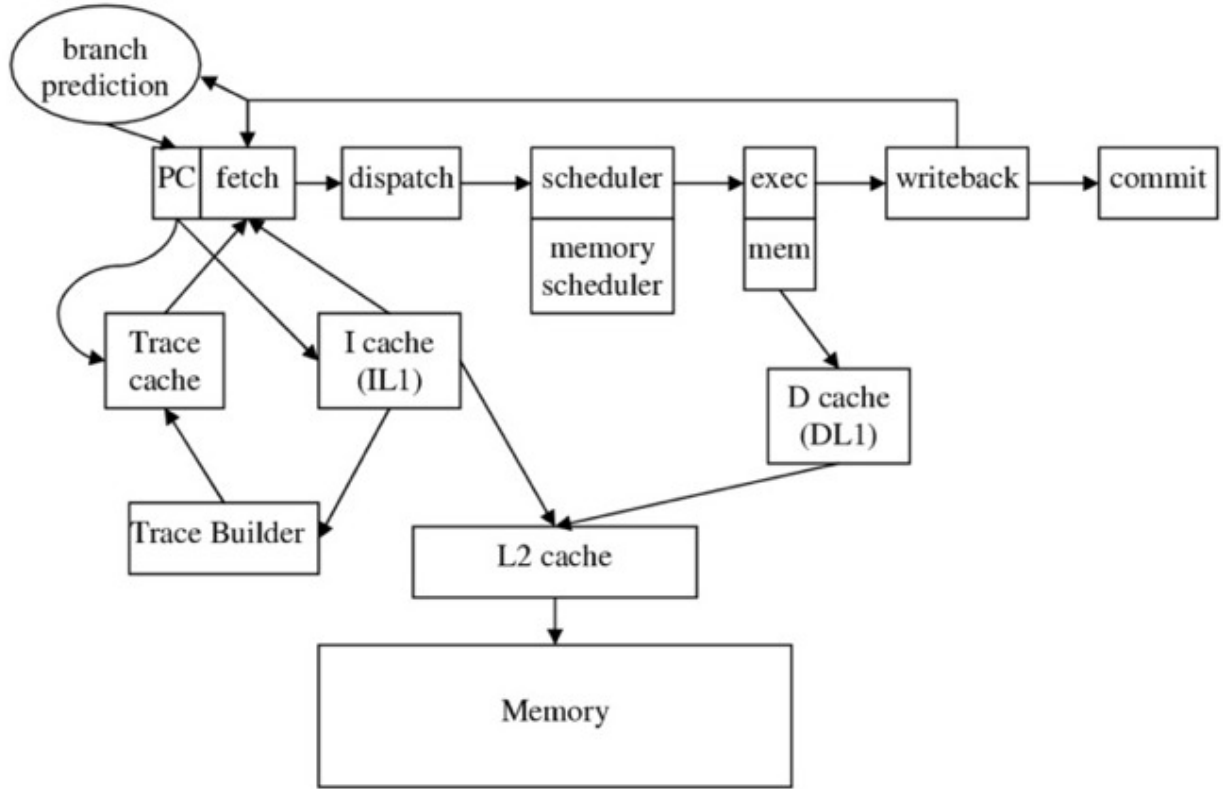 branch
prediction
PC
fetch
dispatch
scheduler
exec
writeback
commit
memory
scheduler
mem
Trace
cache
I cache
(IL1)
D cache
(DL1)
Trace Builder
L2 cache
Memory